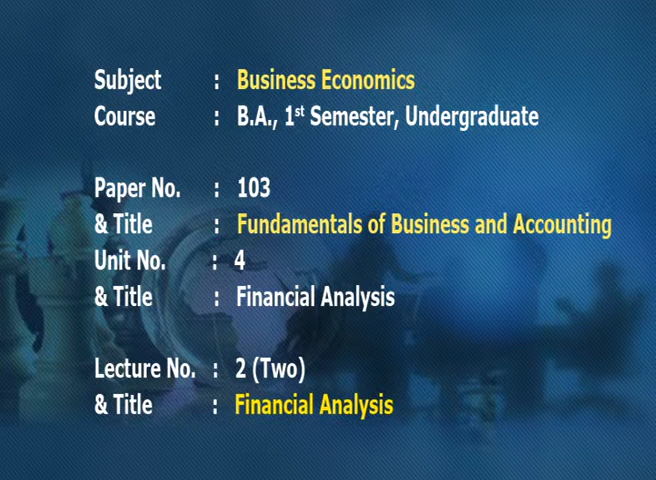 Subject : Business Economics
Course : B.A., 1st Semester, Undergraduate
Paper No. : 103
& Title : Fundamentals of Business and Accounting
Unit No. : 4
& Title : Financial Analysis
Lecture No. : 2 (Two)
& Title : Financial Analysis